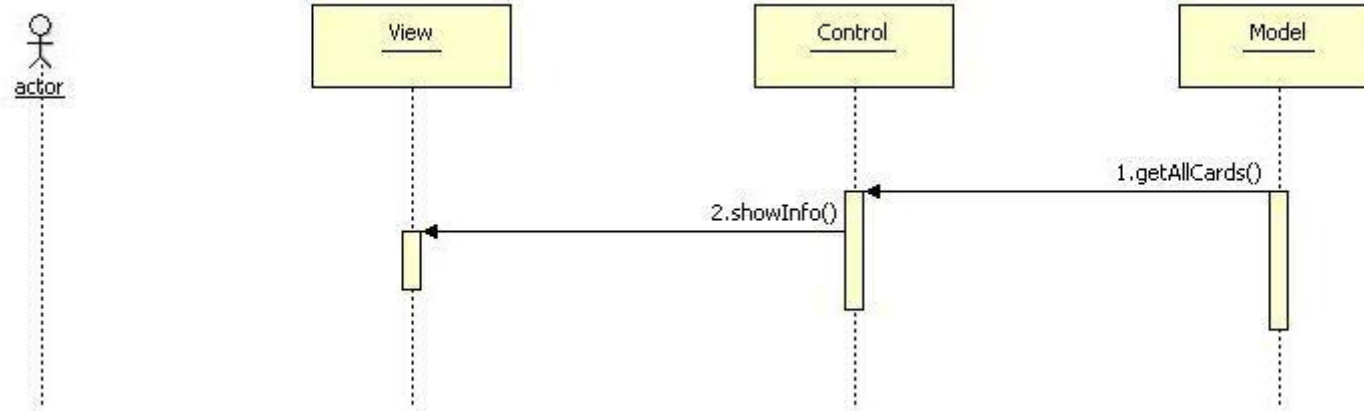 actor
View
Control
Model
1.getAllCards()
2.showInfo()